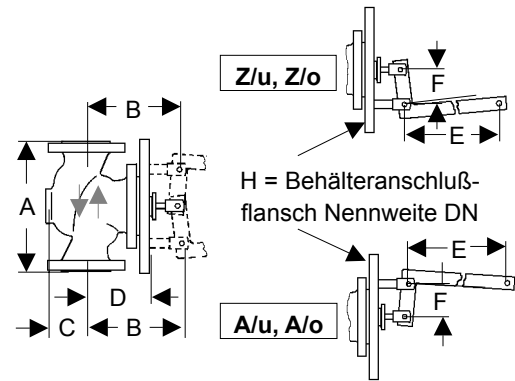 Z/u, Z/o
F
E
B
A
H = Behälteranschluß-
flansch Nennweite DN
D
C
B
E
F
A/u, A/o